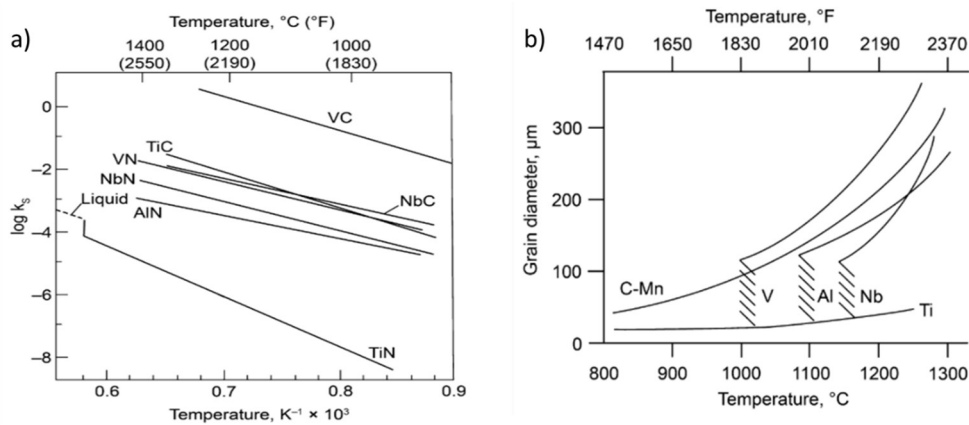 a)
Temperature, °C (°F)
1400 1200 1000
(2550) (2190) (1830)
0
–2
–4
–6
–8
log kₛ
VC
TiC
VN
NbN
NbC
Liquid
AlN
TiN
0.6 0.7 0.8 0.9
Temperature, K⁻¹ × 10³
b)
Temperature, °F
1470 1650 1830 2010 2190 2370
300
200
100
0
Grain diameter, µm
C-Mn
V Al Nb
Ti
800 900 1000 1100 1200 1300
Temperature, °C